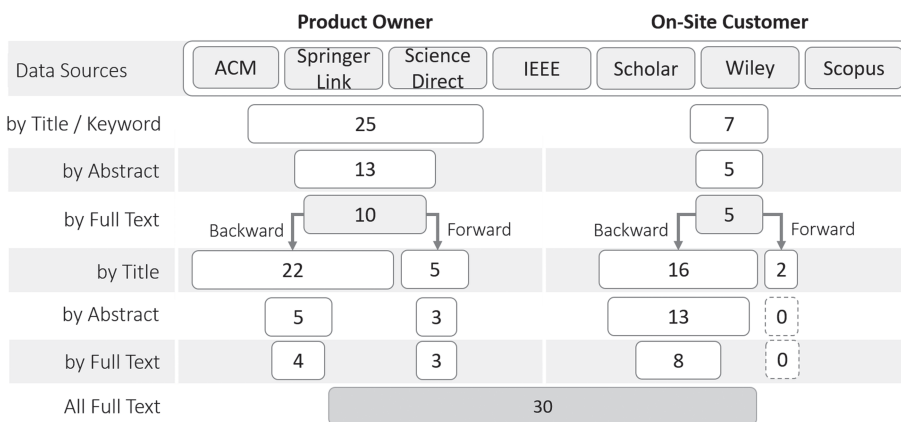 Product Owner On-Site Customer
Data Sources ACM Springer Link Science Direct IEEE Scholar Wiley Scopus
by Title / Keyword 25 7
by Abstract 13 5
by Full Text 10 5
Backward Forward Backward Forward
by Title 22 5 16 2
by Abstract 5 3 13 0
by Full Text 4 3 8 0
All Full Text 30